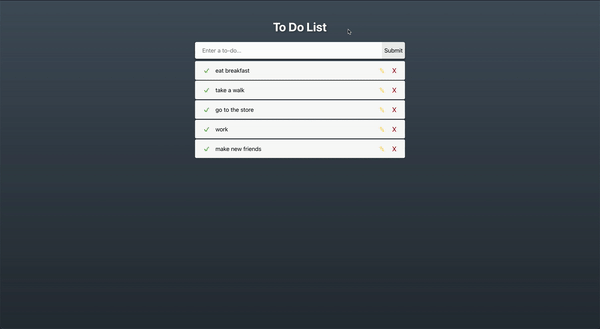 To Do List
Enter a to-do... Submit
eat breakfast X
take a walk X
go to the store X
work X
make new friends X